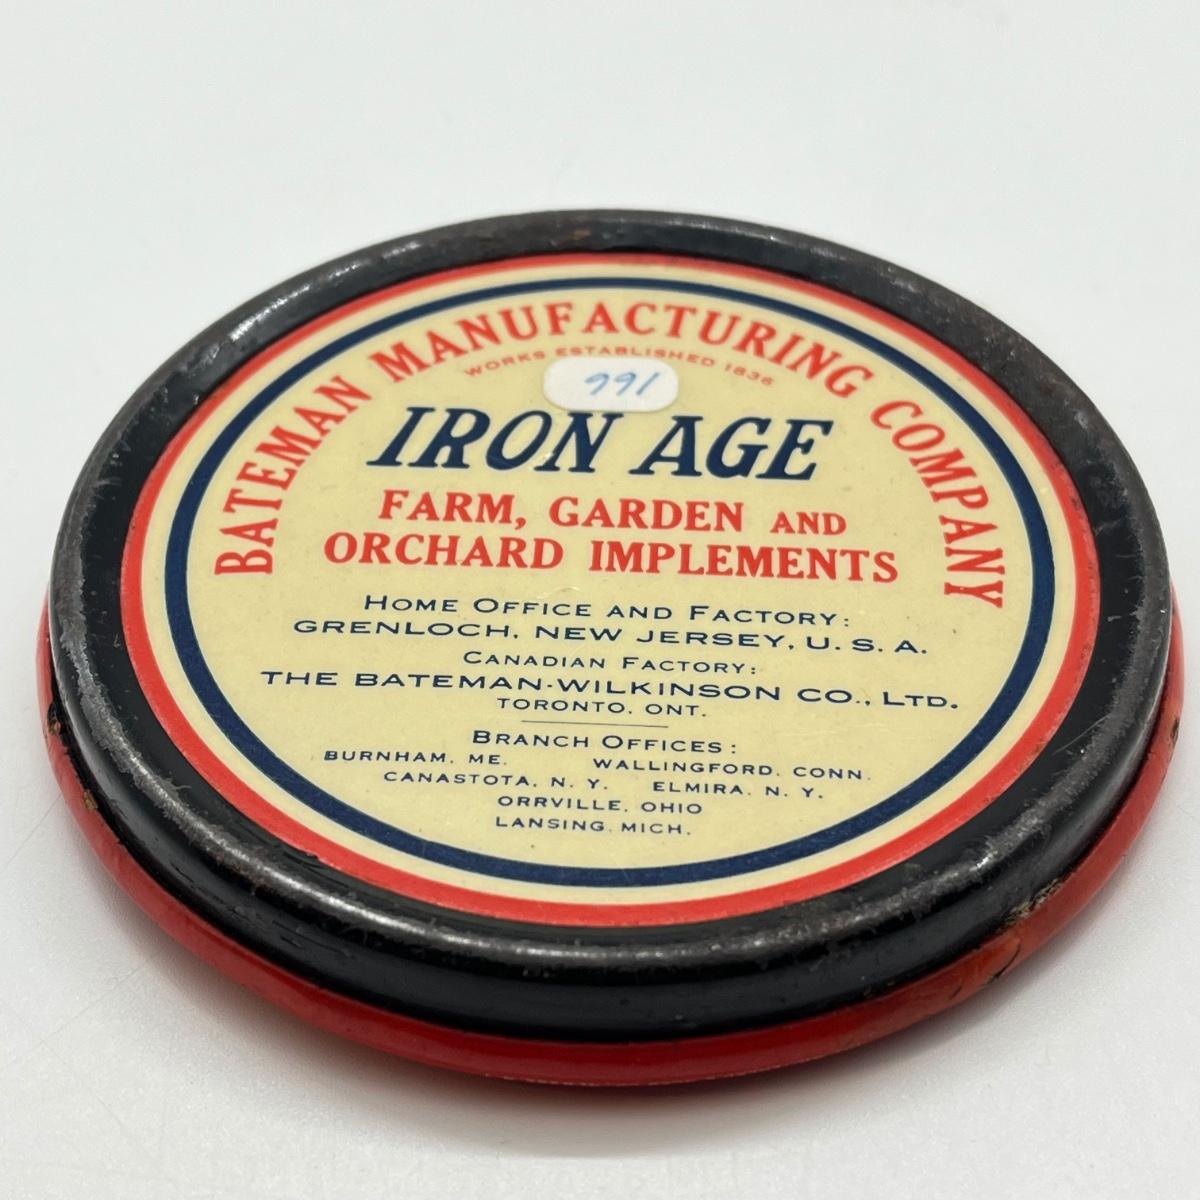 BATEMAN MANUFACTURING COMPANY
WORKS ESTABLISHED 1836
991
IRON AGE
FARM, GARDEN AND
ORCHARD IMPLEMENTS
HOME OFFICE AND FACTORY:
GRENLOCH, NEW JERSEY, U. S. A.
CANADIAN FACTORY:
THE BATEMAN-WILKINSON CO., LTD.
TORONTO. ONT.
BRANCH OFFICES:
BURNHAM, ME. WALLINGFORD, CONN.
CANASTOTA, N. Y. ELMIRA. N. Y.
ORRVILLE, OHIO
LANSING, MICH.